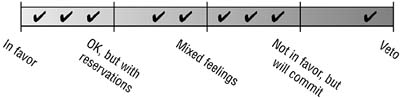 In favor
OK, but with
reservations
Mixed feelings
Not in favor, but
will commit
Veto